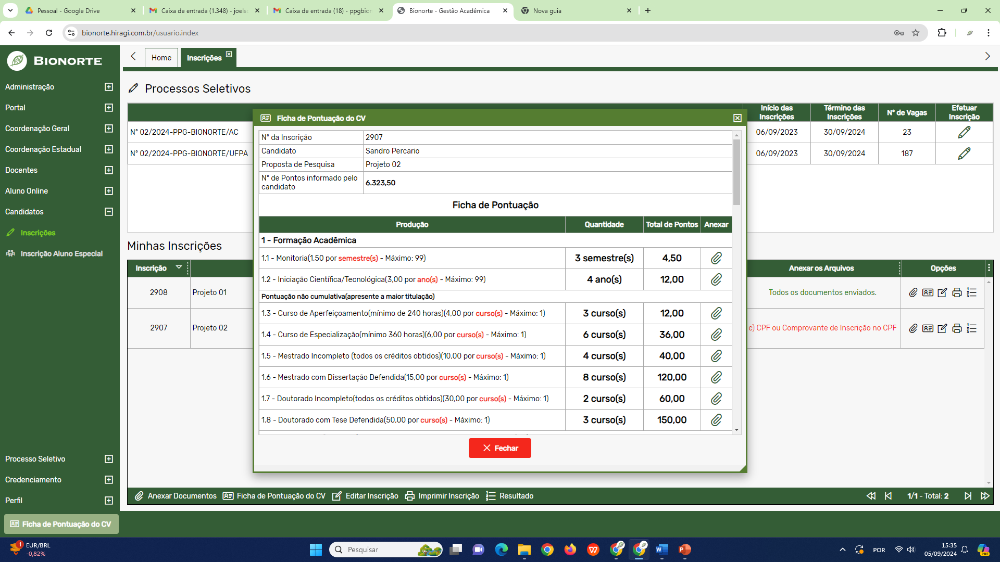 Pessoal - Google Drive
Caixa de entrada (1.348) - joels
Caixa de entrada (18) - ppgbion
Bionorte - Gestão Acadêmica
Nova guia
bionorte.hiragi.com.br/usuario.index
BIONORTE
Administração
Portal
Coordenação Geral
Coordenação Estadual
Docentes
Aluno Online
Candidatos
Inscrições
Inscrição Aluno Especial
Processo Seletivo
Credenciamento
Perfil
Ficha de Pontuação do CV
Home
Inscrições
Processos Seletivos
Início das Inscrições
Término das Inscrições
N° de Vagas
Efetuar Inscrição
N° 02/2024-PPG-BIONORTE/AC
06/09/2023
30/09/2024
23
N° 02/2024-PPG-BIONORTE/UFPA
06/09/2023
30/09/2024
187
Minhas Inscrições
Inscrição
Anexar os Arquivos
Opções
2908
Projeto 01
Todos os documentos enviados.
2907
Projeto 02
c) CPF ou Comprovante de Inscrição no CPF
Ficha de Pontuação do CV
N° da Inscrição
2907
Candidato
Sandro Percario
Proposta de Pesquisa
Projeto 02
N° de Pontos informado pelo candidato
6.323,50
Ficha de Pontuação
Produção
Quantidade
Total de Pontos
Anexar
1 - Formação Acadêmica
1.1 - Monitoria(1,50 por semestre(s) - Máximo: 99)
3 semestre(s)
4,50
1.2 - Iniciação Científica/Tecnológica(3,00 por ano(s) - Máximo: 99)
4 ano(s)
12,00
Pontuação não cumulativa(apresente a maior titulação)
1.3 - Curso de Aperfeiçoamento(mínimo de 240 horas)(4,00 por curso(s) - Máximo: 1)
3 curso(s)
12,00
1.4 - Curso de Especialização(mínimo 360 horas)(6,00 por curso(s) - Máximo: 1)
6 curso(s)
36,00
1.5 - Mestrado Incompleto (todos os créditos obtidos)(10,00 por curso(s) - Máximo: 1)
4 curso(s)
40,00
1.6 - Mestrado com Dissertação Defendida(15,00 por curso(s) - Máximo: 1)
8 curso(s)
120,00
1.7 - Doutorado Incompleto(todos os créditos obtidos)(30,00 por curso(s) - Máximo: 1)
2 curso(s)
60,00
1.8 - Doutorado com Tese Defendida(50,00 por curso(s) - Máximo: 1)
3 curso(s)
150,00
Fechar
Anexar Documentos
Ficha de Pontuação do CV
Editar Inscrição
Imprimir Inscrição
Resultado
1/1 - Total: 2
1
EUR/BRL
-0,82%
Pesquisar
POR
15:35
05/09/2024
PRE